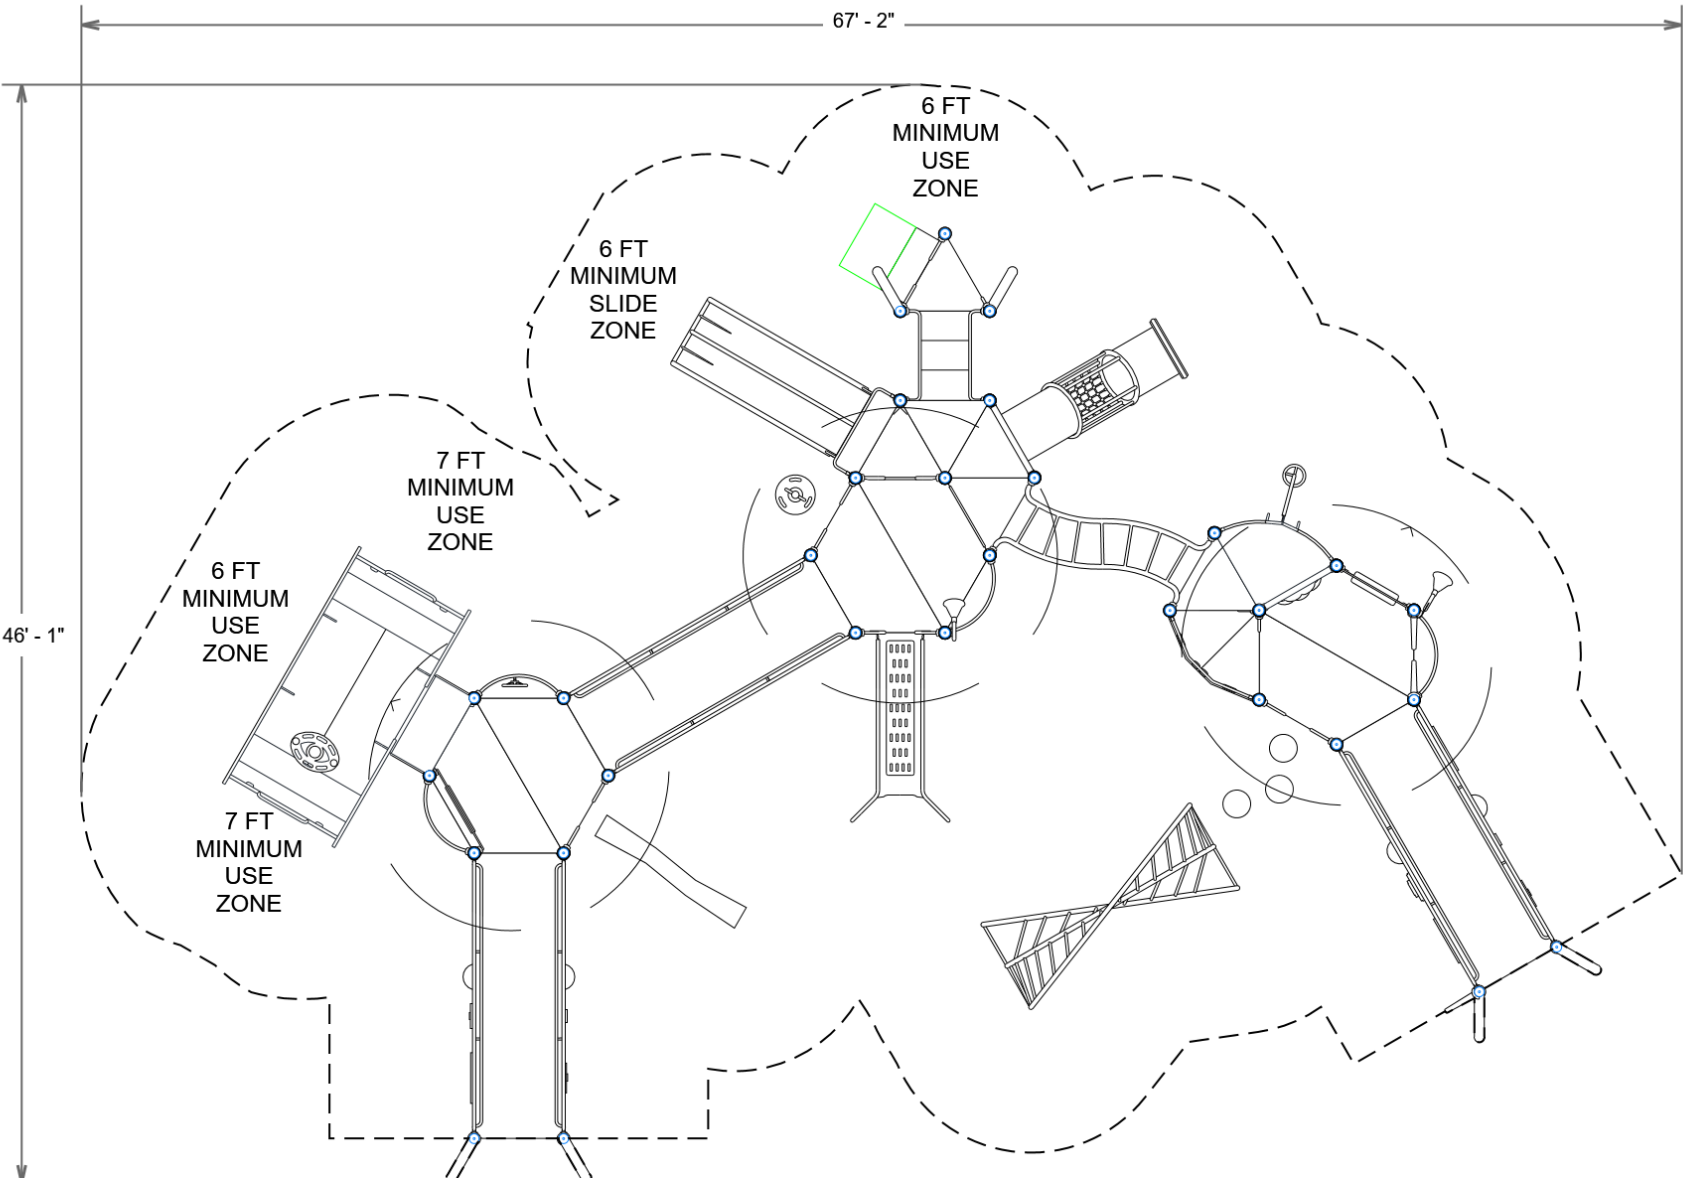 67' - 2"
6 FT
MINIMUM
USE
ZONE
6 FT
MINIMUM
SLIDE
ZONE
7 FT
MINIMUM
USE
ZONE
6 FT
MINIMUM
USE
ZONE
46' - 1"
7 FT
MINIMUM
USE
ZONE